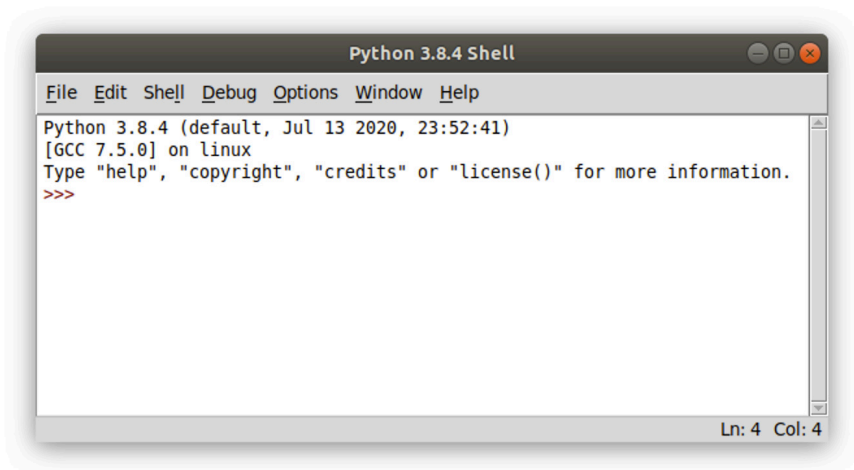 Python 3.8.4 Shell
File Edit Shell Debug Options Window Help
Python 3.8.4 (default, Jul 13 2020, 23:52:41)
[GCC 7.5.0] on linux
Type "help", "copyright", "credits" or "license()" for more information.
>>>
Ln: 4 Col: 4